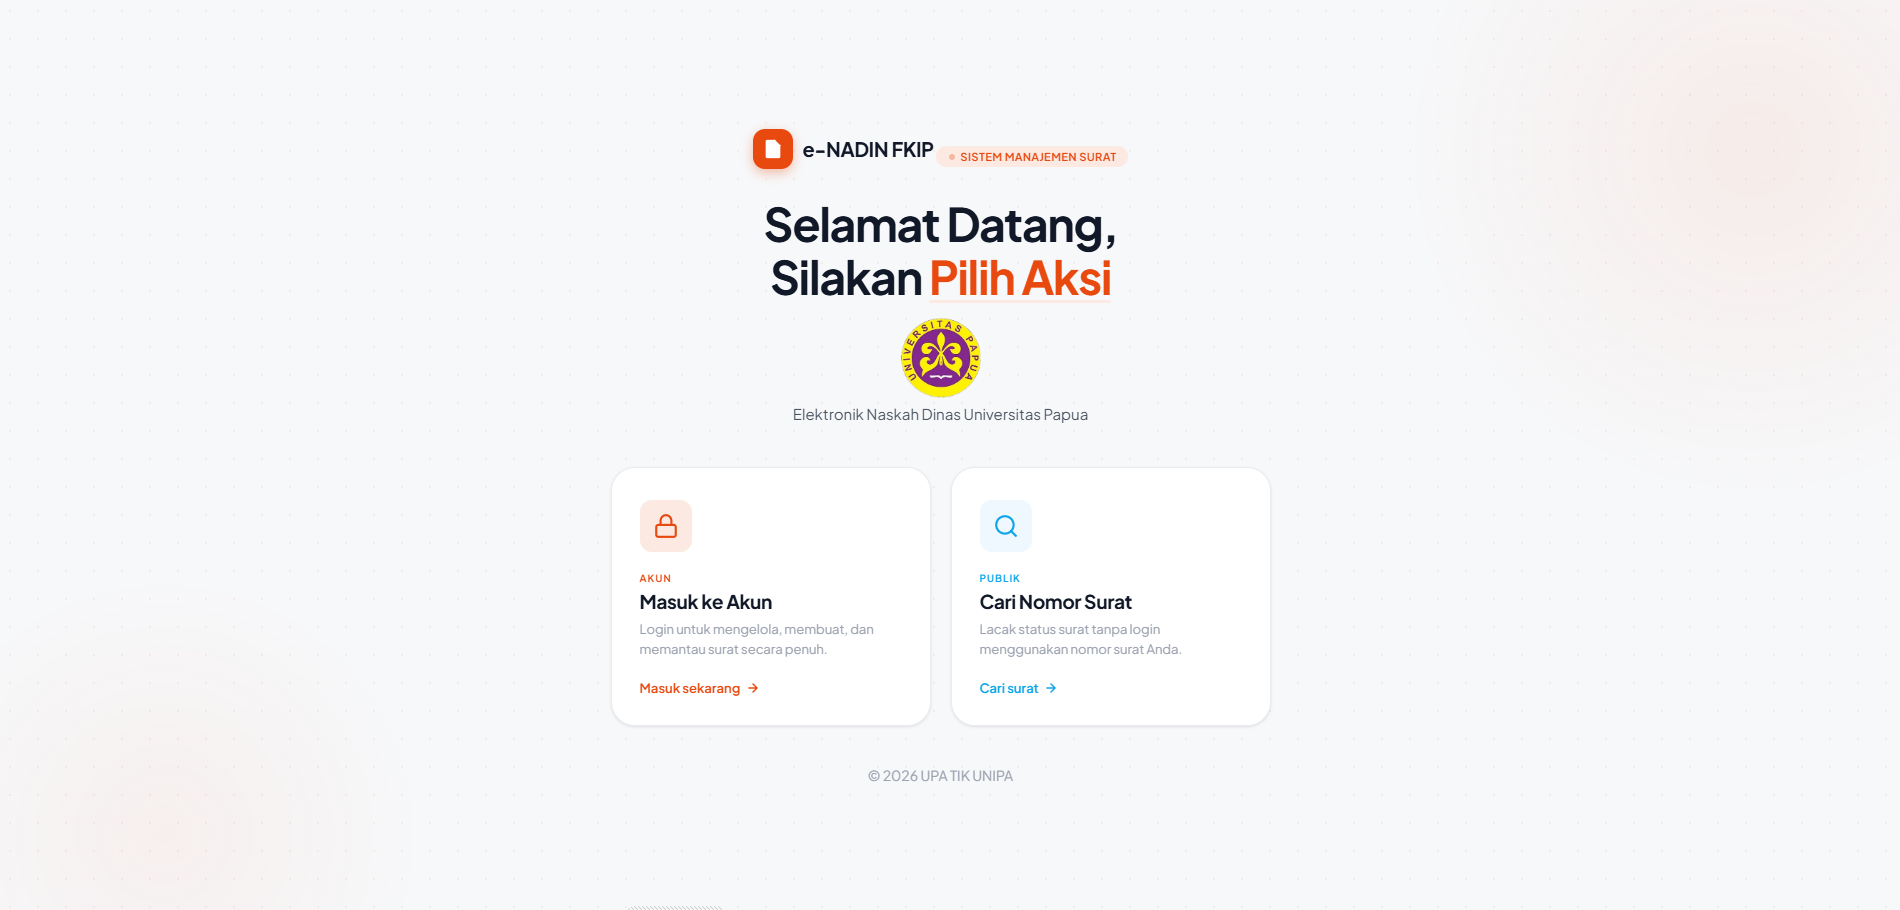 e-NADIN FKIP
SISTEM MANAJEMEN SURAT
Selamat Datang,
Silakan Pilih Aksi
UNIVERSITAS PAPUA
Elektronik Naskah Dinas Universitas Papua
AKUN
Masuk ke Akun
Login untuk mengelola, membuat, dan
memantau surat secara penuh.
Masuk sekarang →
PUBLIK
Cari Nomor Surat
Lacak status surat tanpa login
menggunakan nomor surat Anda.
Cari surat →
© 2026 UPA TIK UNIPA